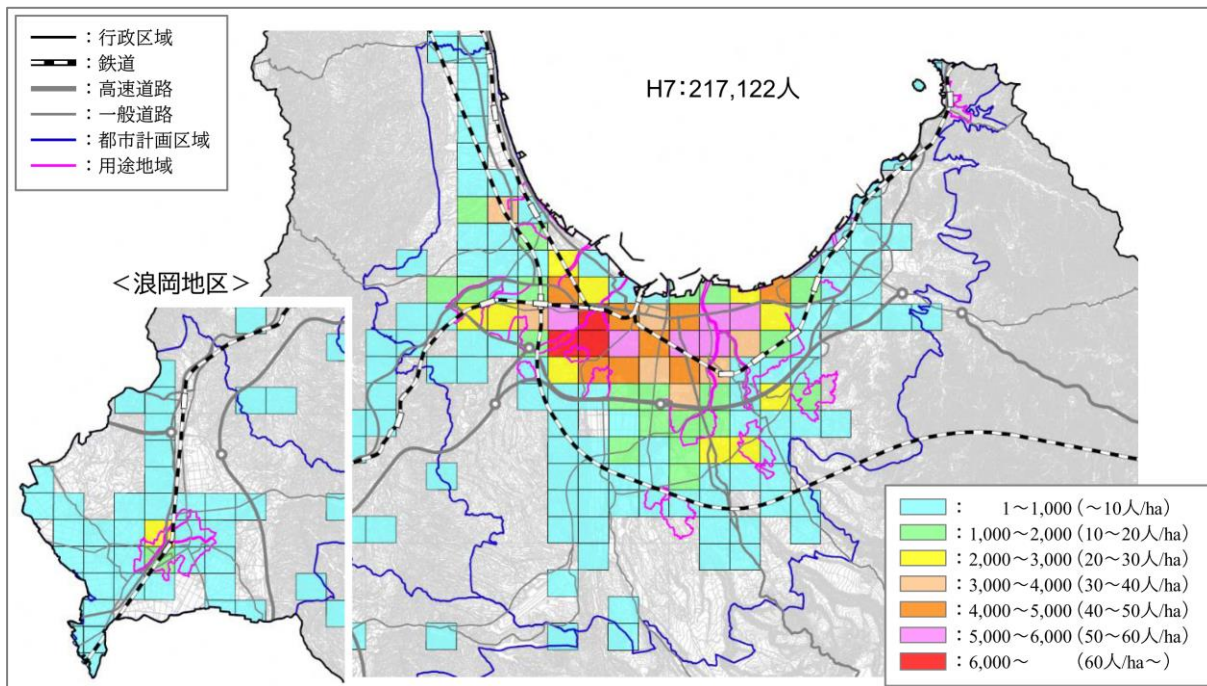 ：行政区域
：鉄道
：高速道路
：一般道路
：都市計画区域
：用途地域
H7：217,122人
＜浪岡地区＞
： 1～1,000（～10人/ha）
：1,000～2,000（10～20人/ha）
：2,000～3,000（20～30人/ha）
：3,000～4,000（30～40人/ha）
：4,000～5,000（40～50人/ha）
：5,000～6,000（50～60人/ha）
：6,000～ （60人/ha～）